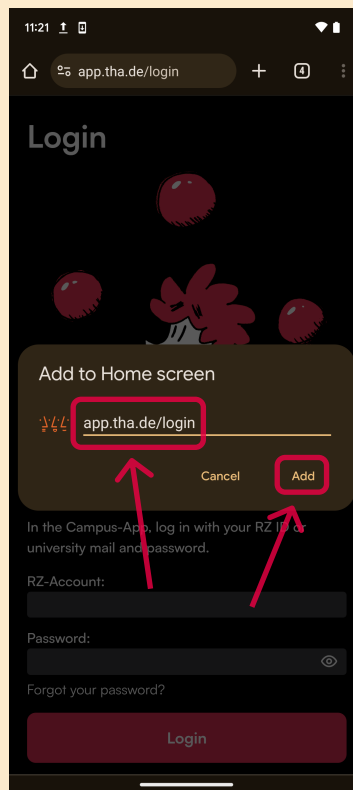 11:21
app.tha.de/login
4
Login
Add to Home screen
app.tha.de/login
Cancel Add
In the Campus-App, log in with your RZ ID or
university mail and password.
RZ-Account:
Password:
Forgot your password?
Login